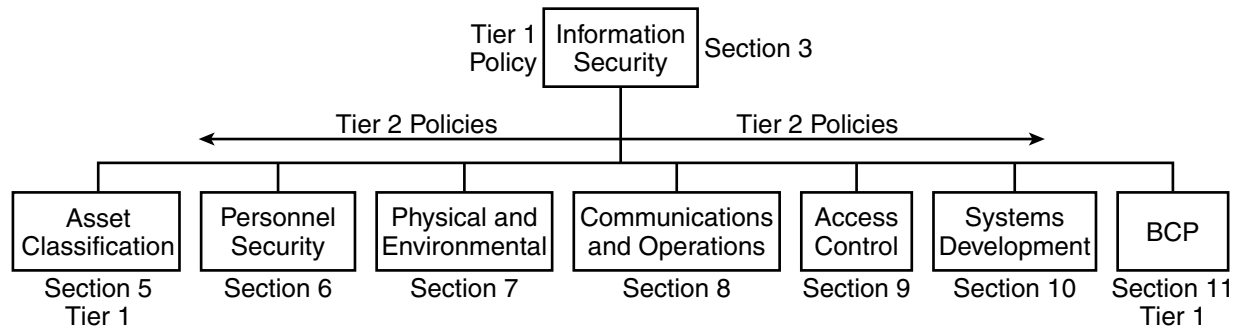 Tier 1
Policy
Information
Security
Section 3
Tier 2 Policies
Tier 2 Policies
Asset
Classification
Personnel
Security
Physical and
Environmental
Communications
and Operations
Access
Control
Systems
Development
BCP
Section 5
Tier 1
Section 6
Section 7
Section 8
Section 9
Section 10
Section 11
Tier 1